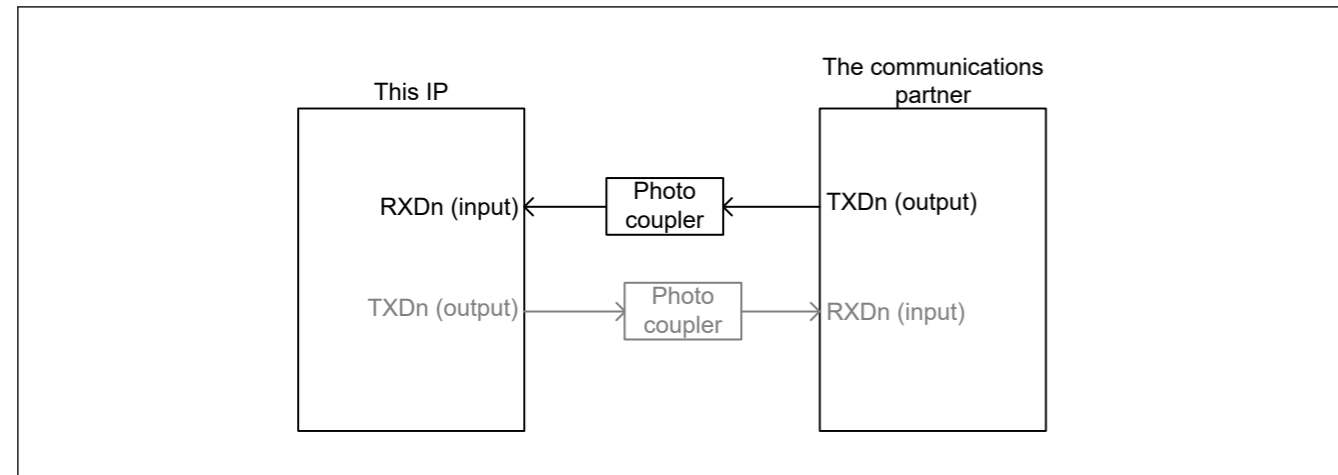 This IP
The communications
partner
RXDn (input)
Photo
coupler
TXDn (output)
TXDn (output)
Photo
coupler
RXDn (input)